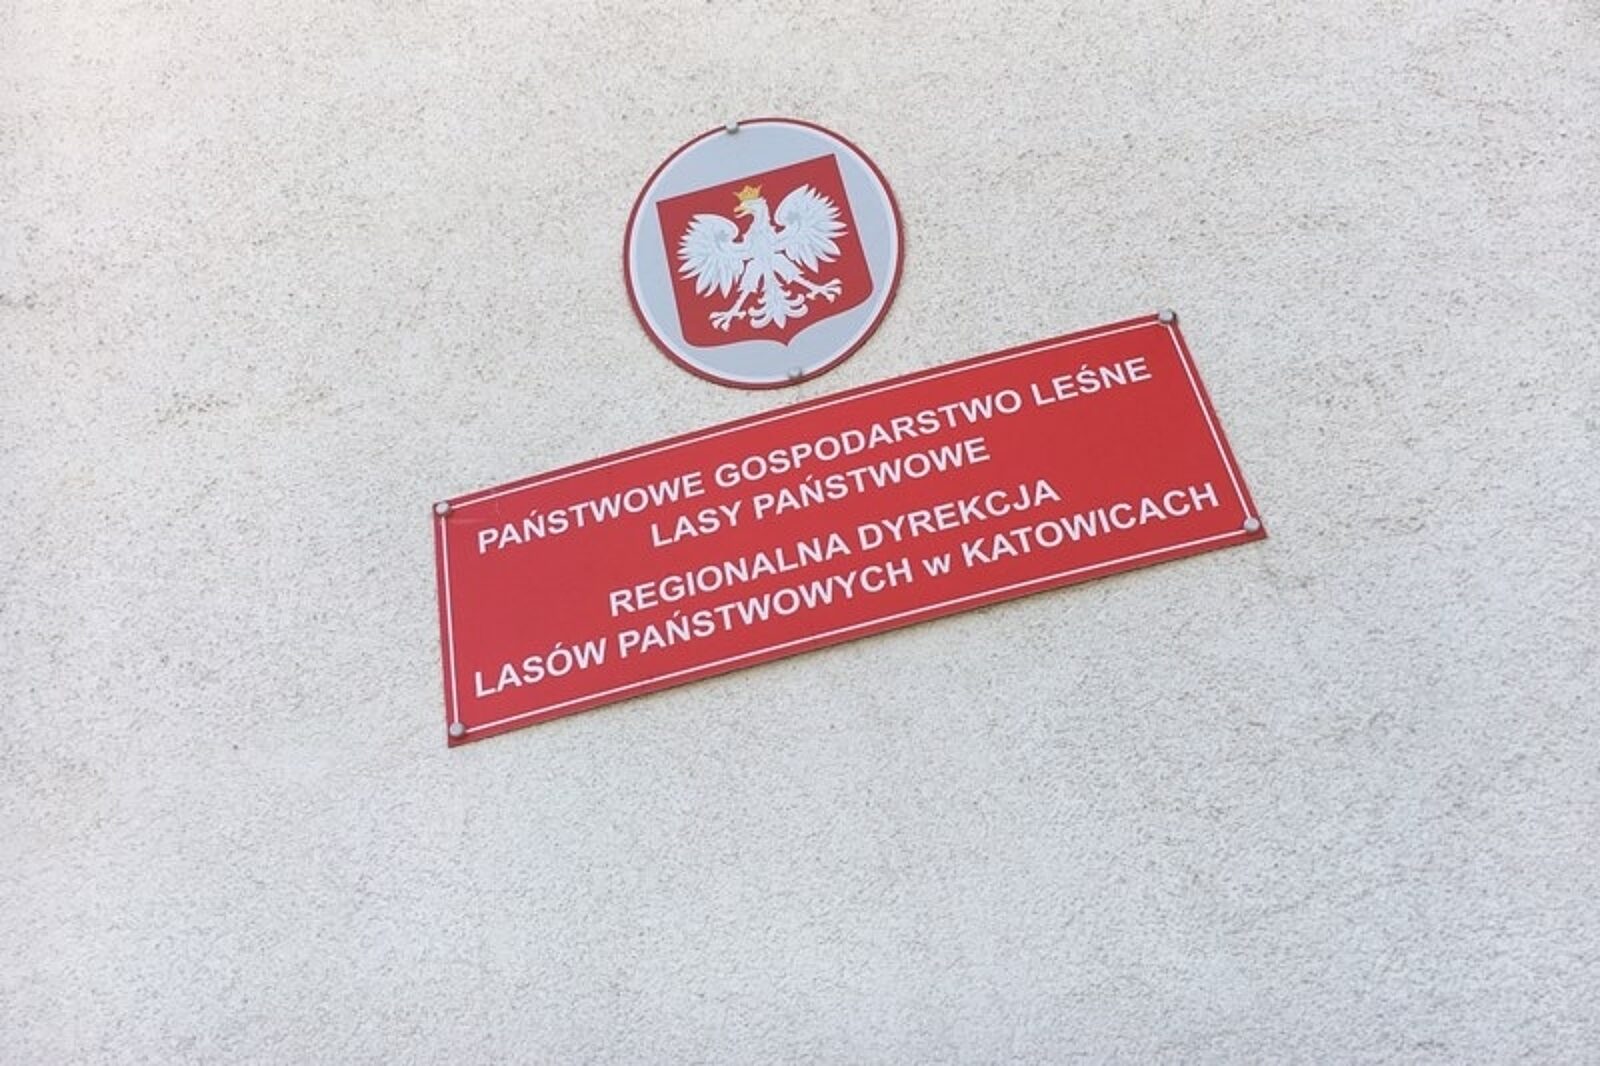 PAŃSTWOWE GOSPODARSTWO LEŚNE
LASY PAŃSTWOWE
REGIONALNA DYREKCJA
LASÓW PAŃSTWOWYCH w KATOWICACH